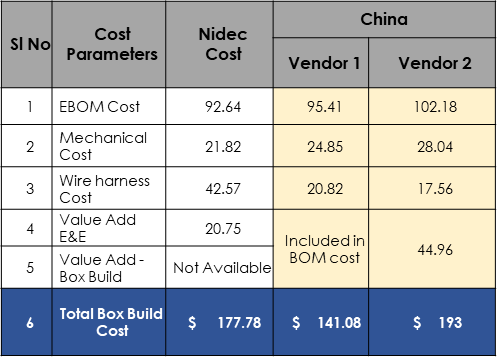 Sl No Cost Parameters Nidec Cost China
Vendor 1 Vendor 2
1 EBOM Cost 92.64 95.41 102.18
2 Mechanical Cost 21.82 24.85 28.04
3 Wire harness Cost 42.57 20.82 17.56
4 Value Add E&E 20.75 Included in BOM cost 44.96
5 Value Add - Box Build Not Available
6 Total Box Build Cost $ 177.78 $ 141.08 $ 193